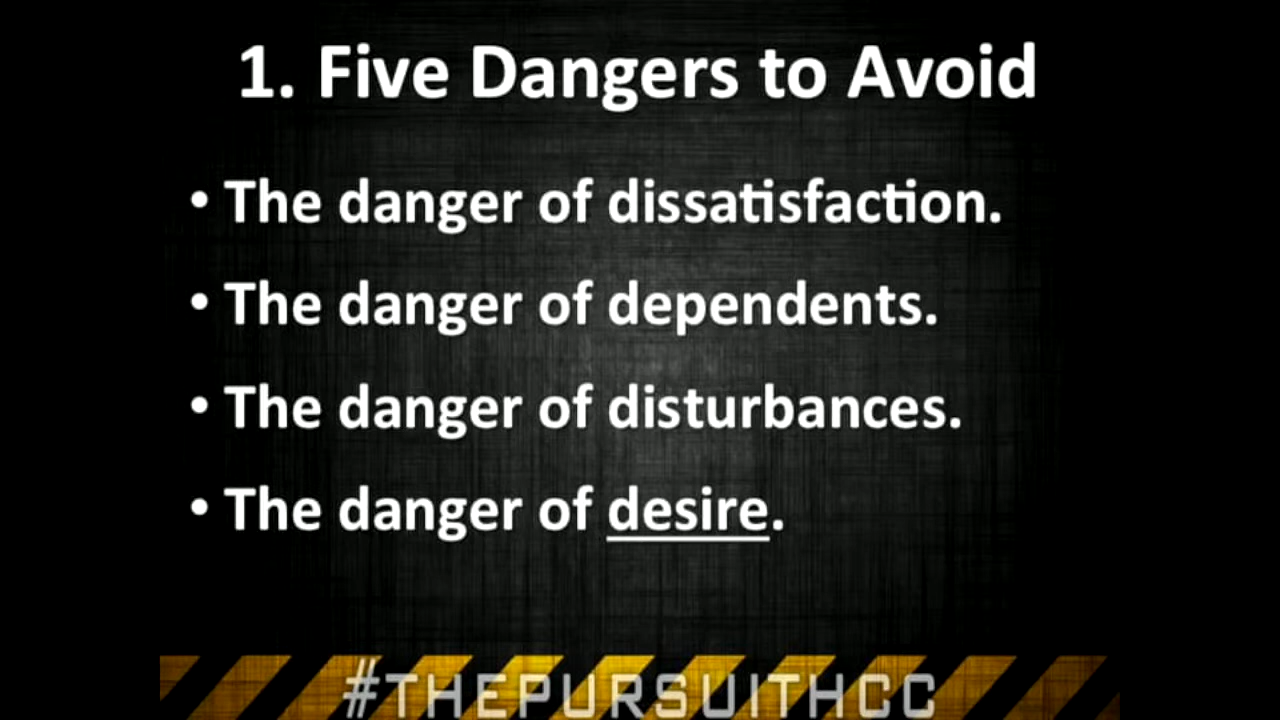 1. Five Dangers to Avoid
• The danger of dissatisfaction.
• The danger of dependents.
• The danger of disturbances.
• The danger of desire.
#THEPURSUITHCC